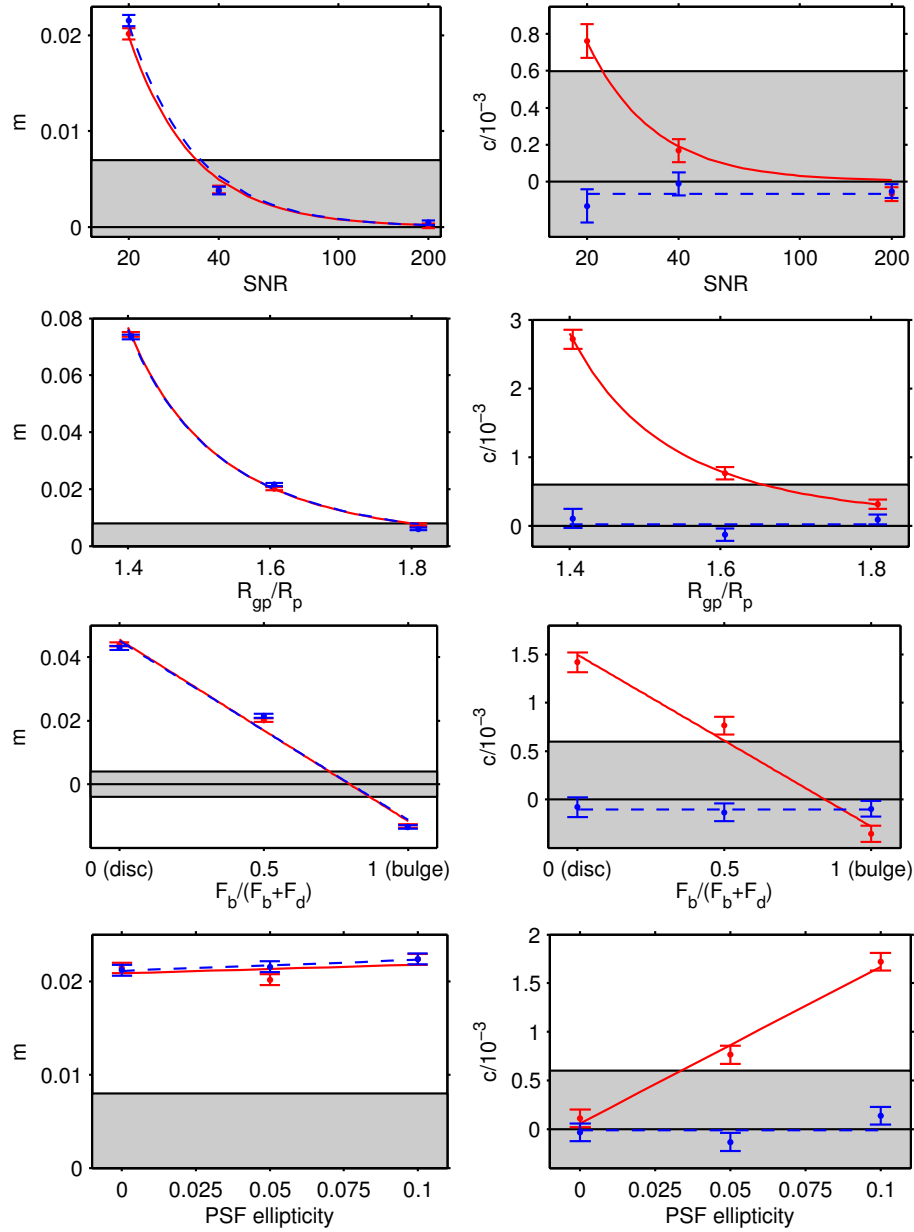 0.02
0.01
0
m
20 40 100 200
SNR
0.8
0.6
0.4
0.2
0
c/10⁻³
20 40 100 200
SNR
0.08
0.06
0.04
0.02
0
m
1.4 1.6 1.8
R_gp/R_p
3
2
1
0
c/10⁻³
1.4 1.6 1.8
R_gp/R_p
0.04
0.02
0
m
0 (disc) 0.5 1 (bulge)
F_b/(F_b+F_d)
1.5
1
0.5
0
c/10⁻³
0 (disc) 0.5 1 (bulge)
F_b/(F_b+F_d)
0.02
0.01
0
m
0 0.025 0.05 0.075 0.1
PSF ellipticity
2
1.5
1
0.5
0
c/10⁻³
0 0.025 0.05 0.075 0.1
PSF ellipticity